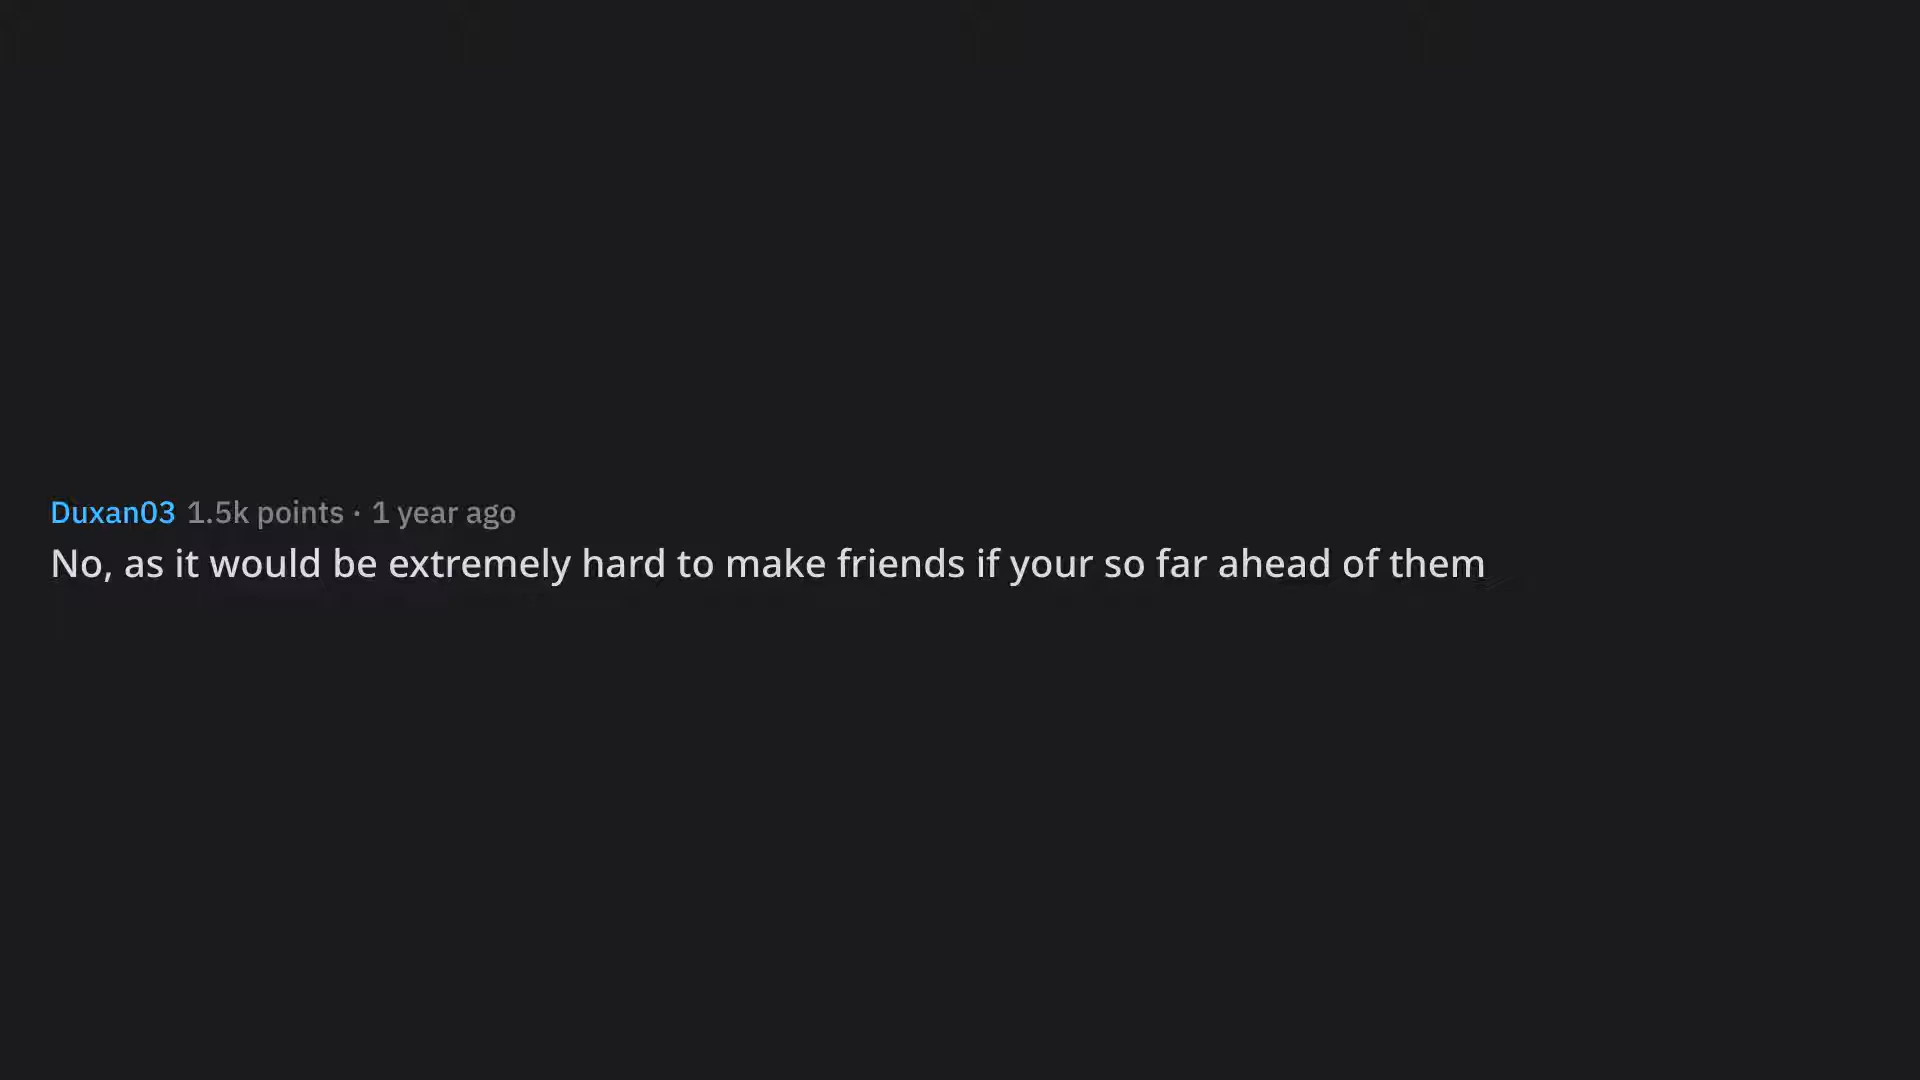 Duxan03 1.5k points · 1 year ago
No, as it would be extremely hard to make friends if your so far ahead of them